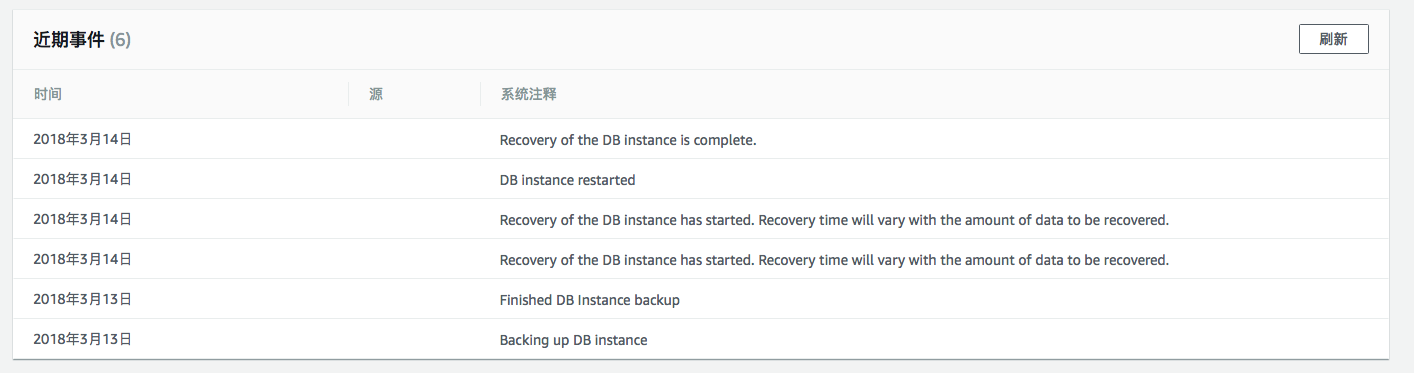 近期事件 (6)
刷新
时间 源 系统注释
2018年3月14日 Recovery of the DB instance is complete.
2018年3月14日 DB instance restarted
2018年3月14日 Recovery of the DB instance has started. Recovery time will vary with the amount of data to be recovered.
2018年3月14日 Recovery of the DB instance has started. Recovery time will vary with the amount of data to be recovered.
2018年3月13日 Finished DB Instance backup
2018年3月13日 Backing up DB instance